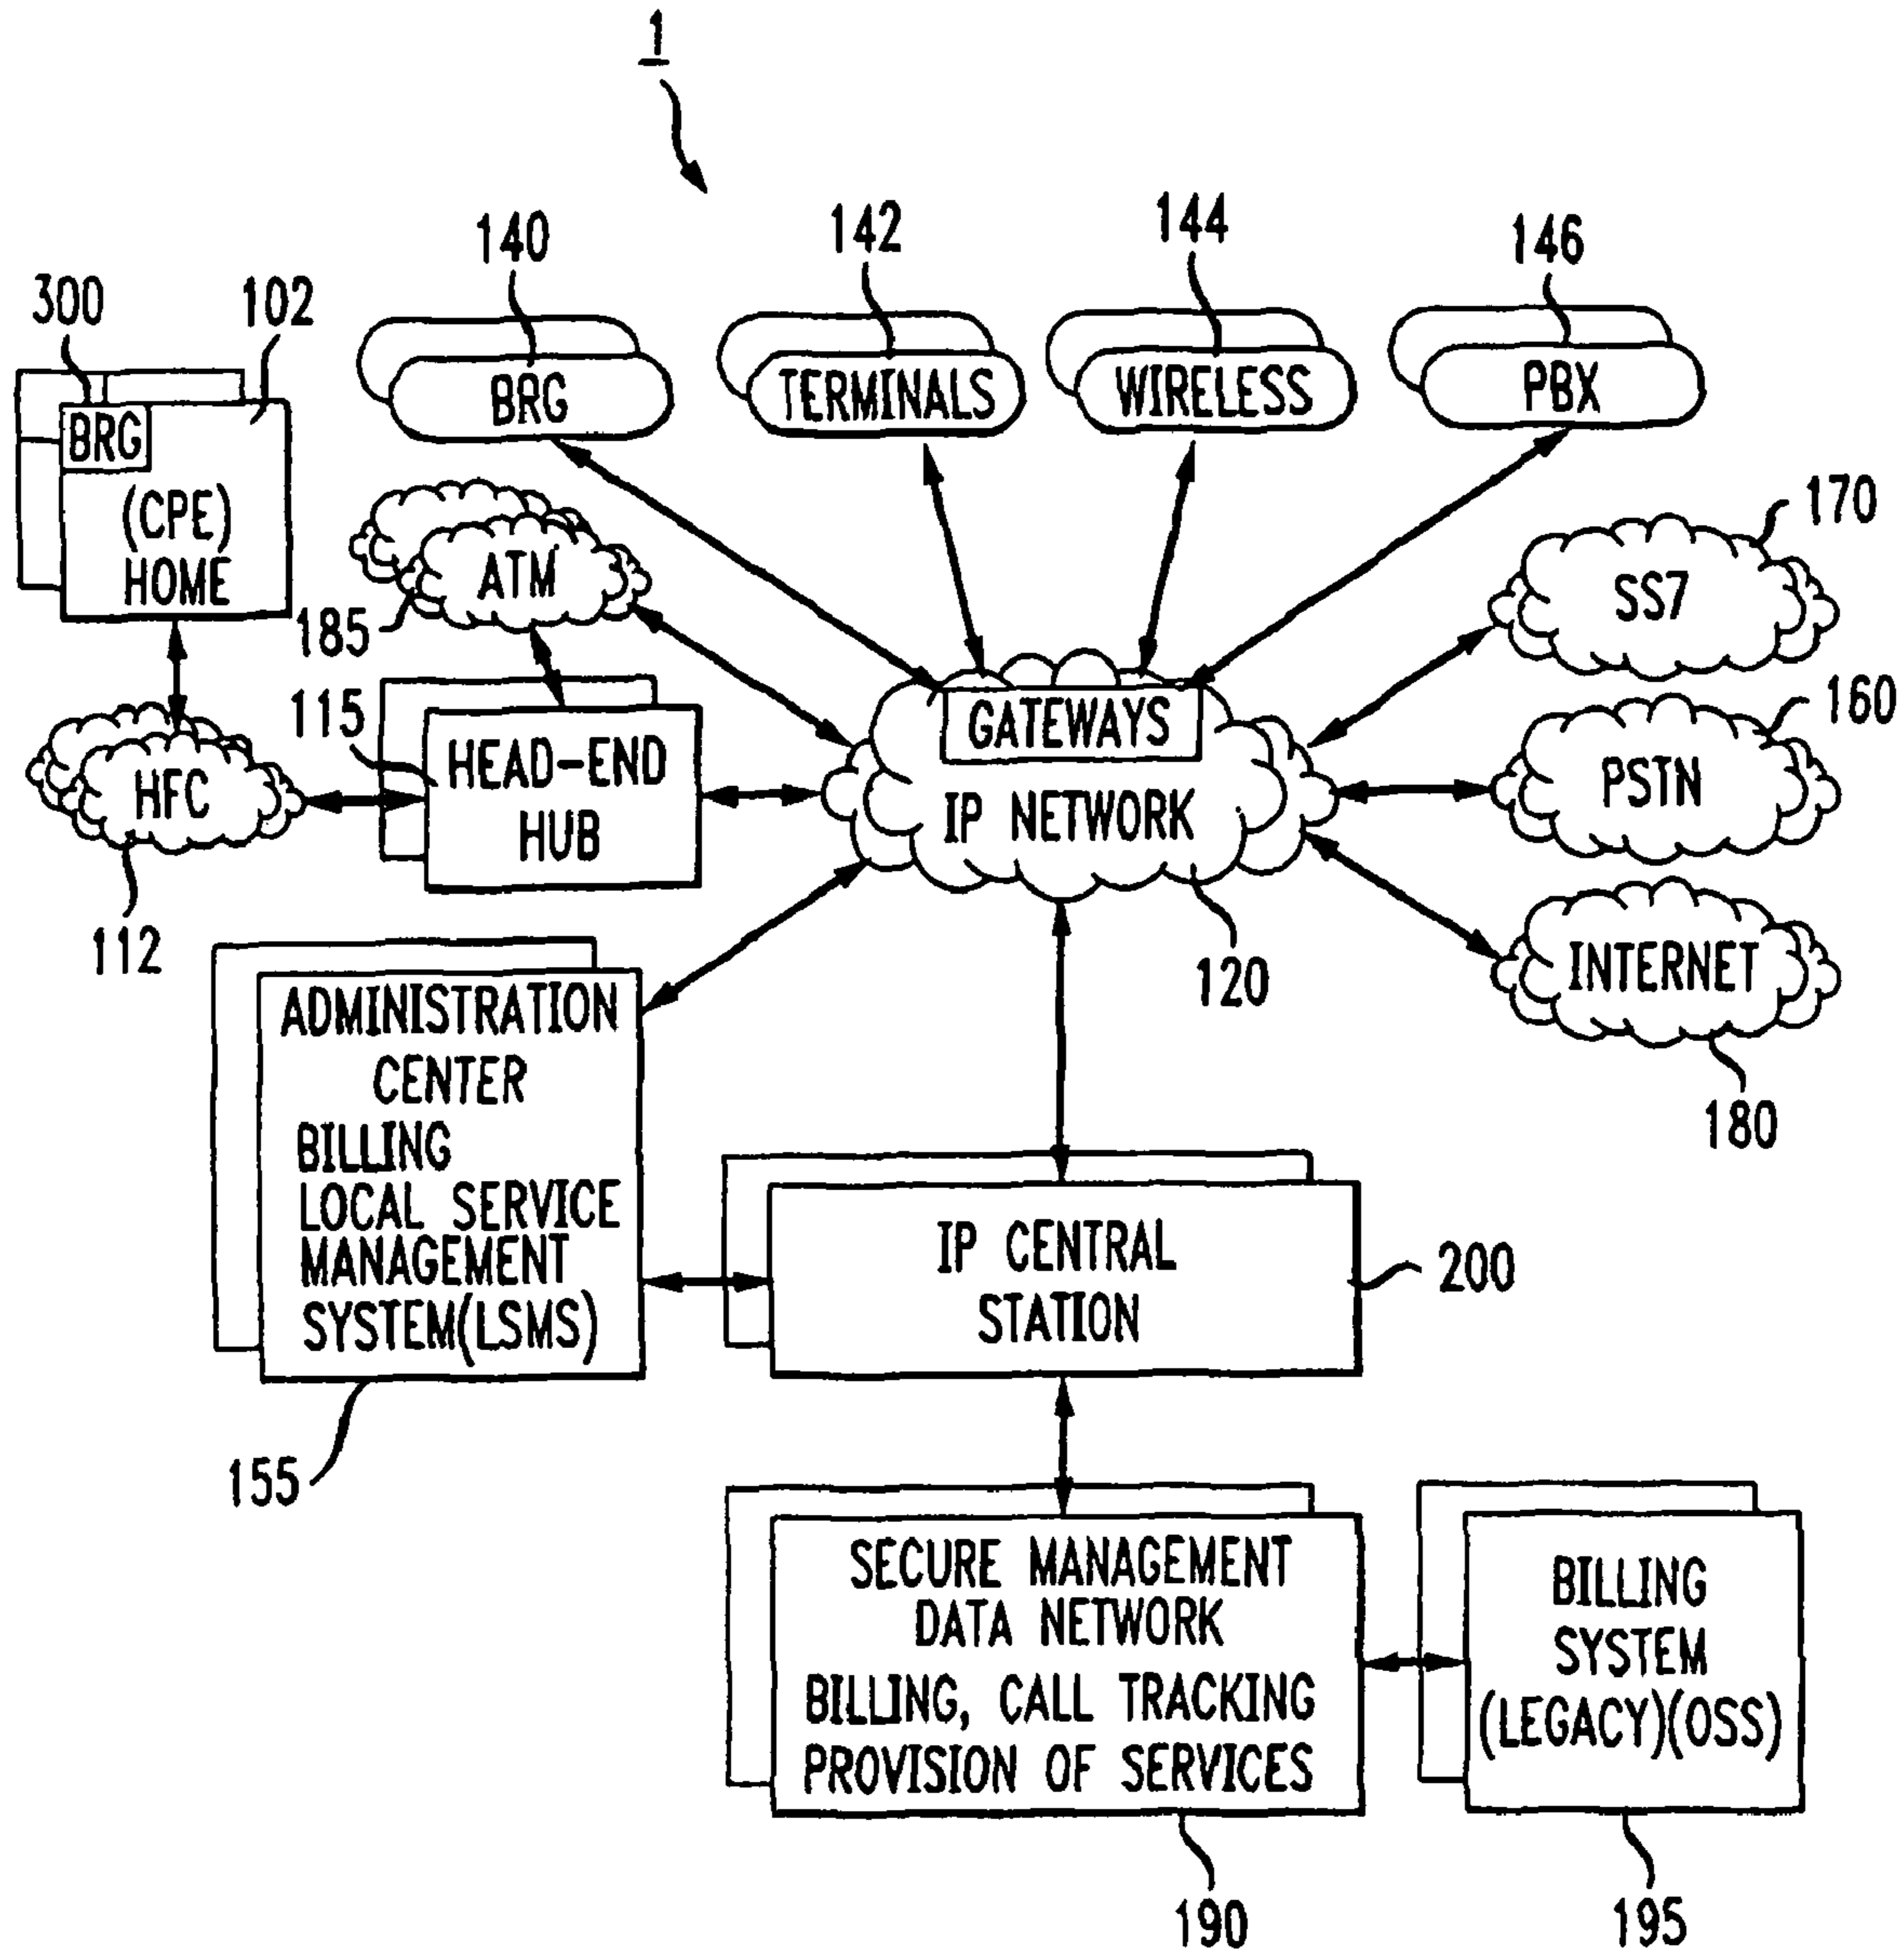 1
140
142
144
146
300
102
BRG
TERMINALS
WIRELESS
PBX
BRG
(CPE)
HOME
ATM
185
170
SS7
115
GATEWAYS
160
HFC
HEAD-END
HUB
IP NETWORK
PSTN
112
120
INTERNET
180
ADMINISTRATION
CENTER
BILLING
LOCAL SERVICE
MANAGEMENT
SYSTEM(LSMS)
IP CENTRAL
STATION
200
155
SECURE MANAGEMENT
DATA NETWORK
BILLING, CALL TRACKING
PROVISION OF SERVICES
BILLING
SYSTEM
(LEGACY)(OSS)
190
195